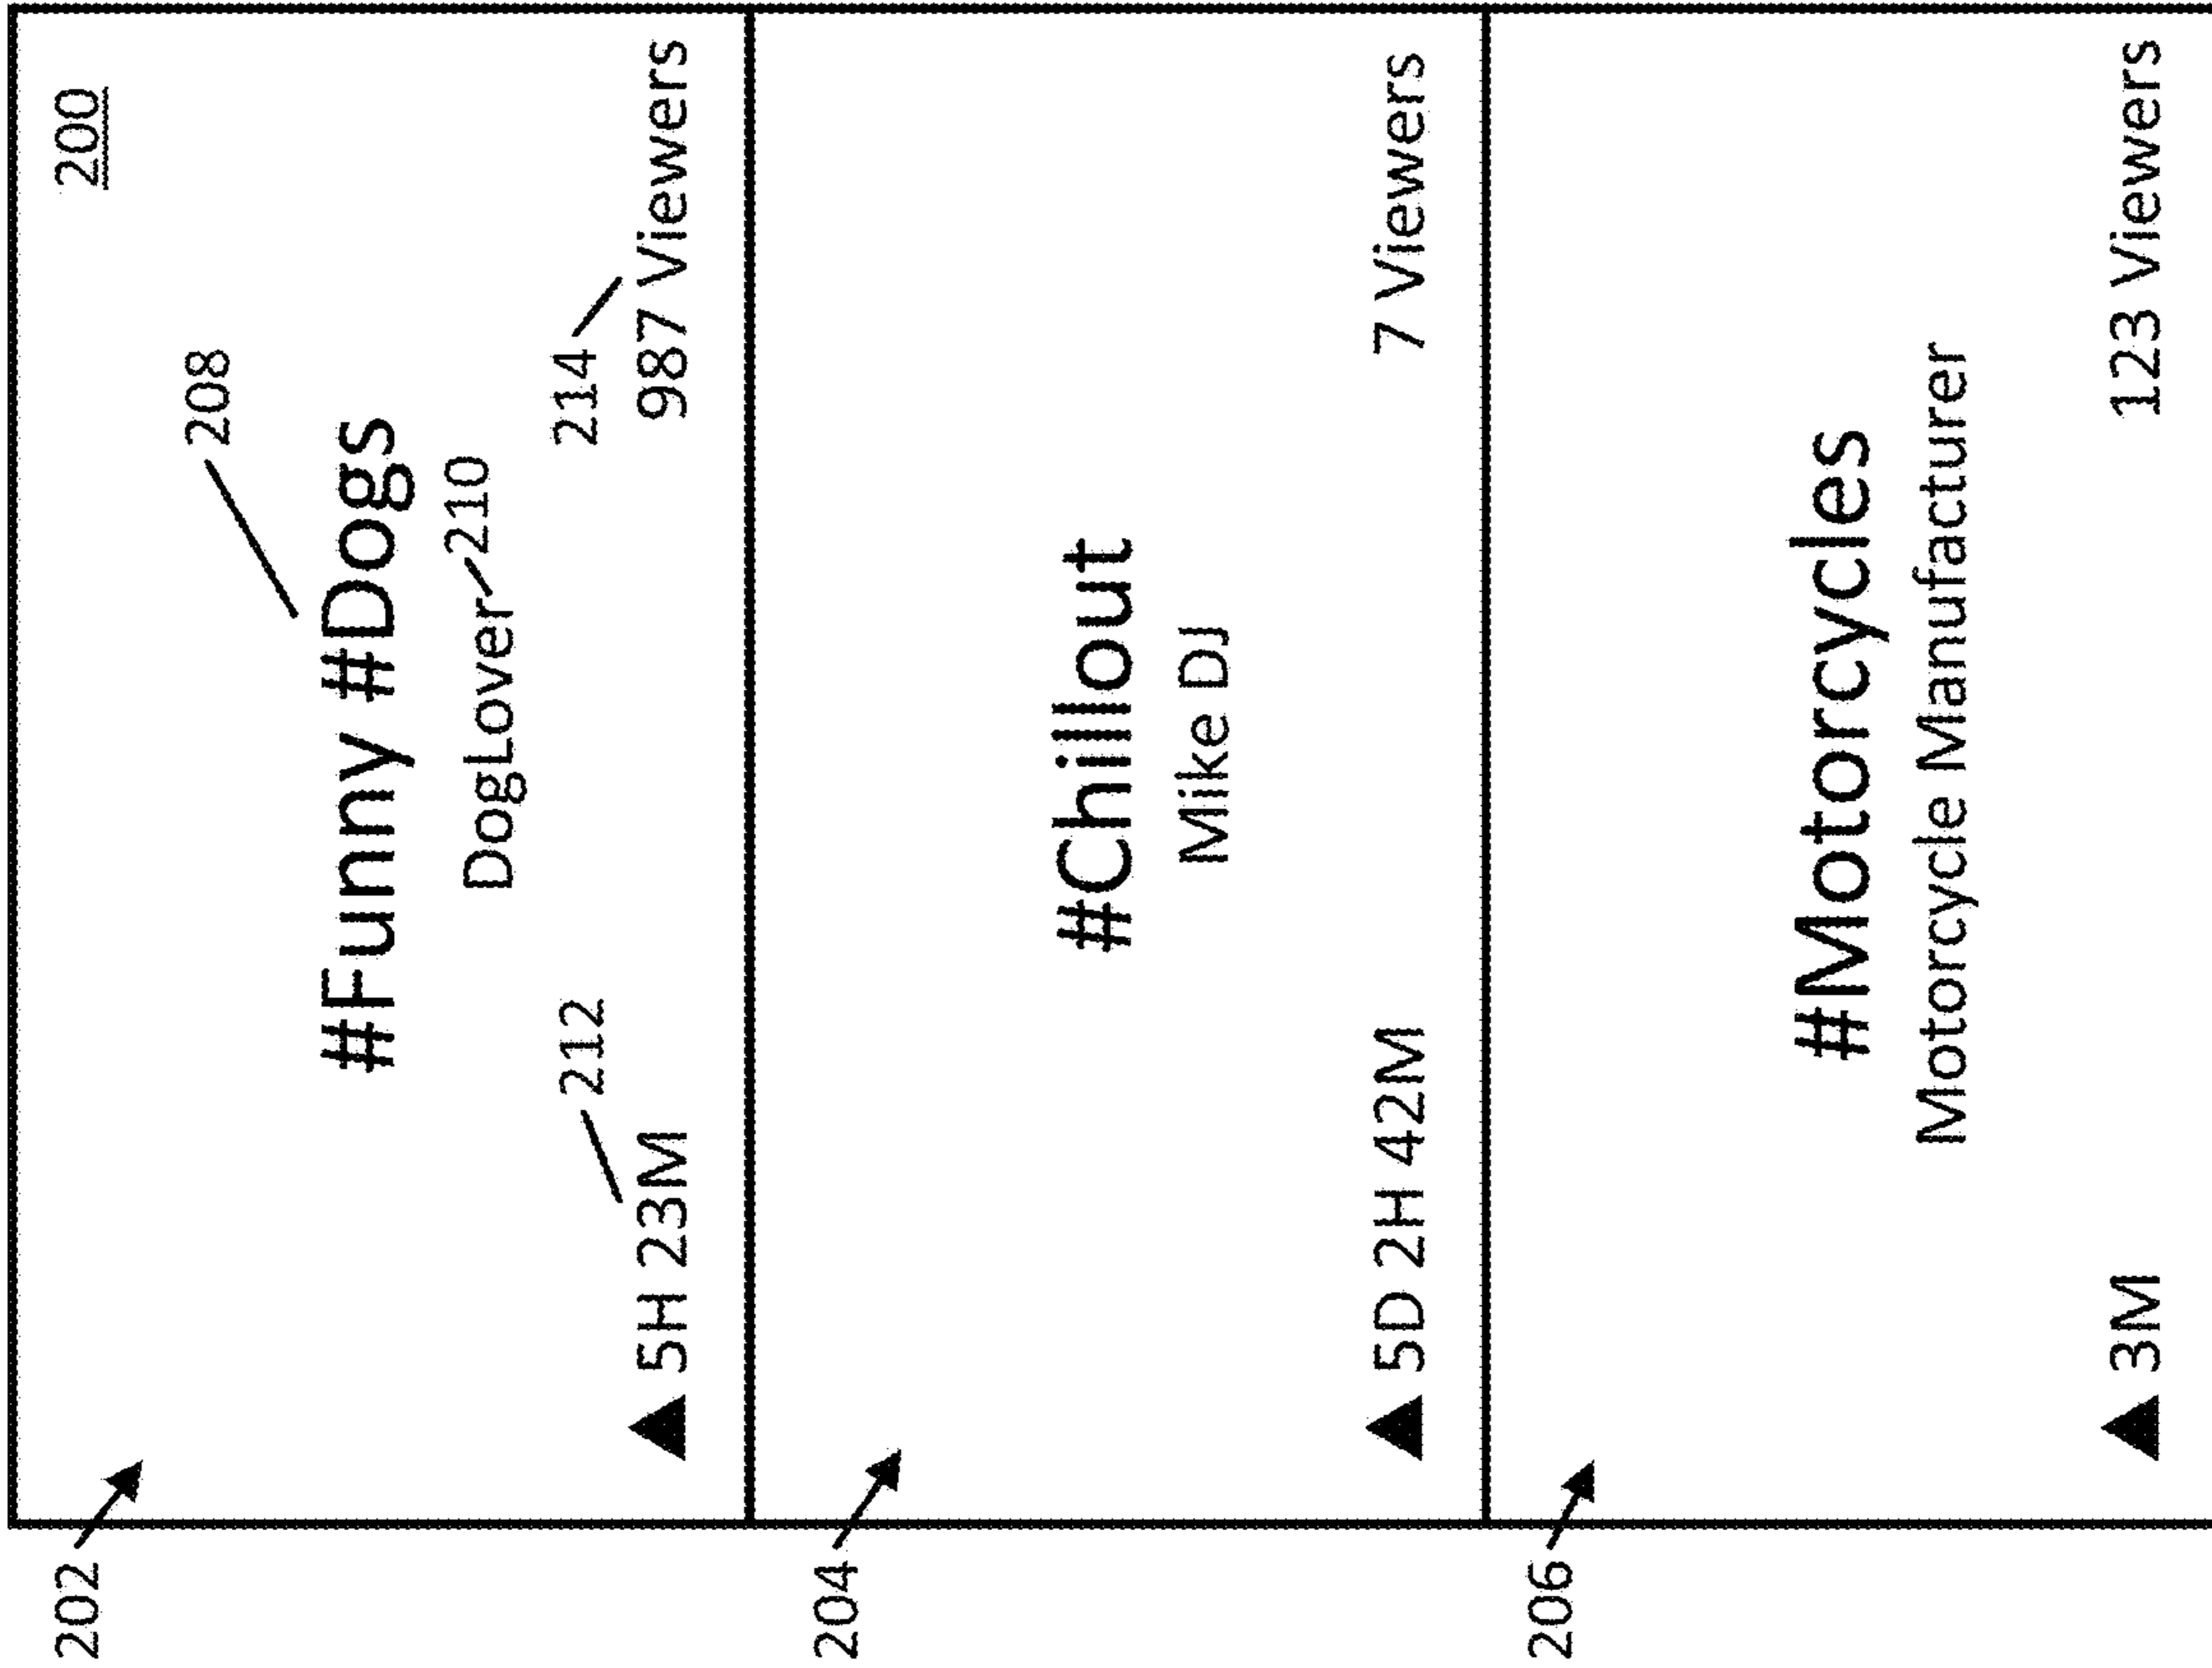 200
202
208
#Funny #Dogs
DogLover 210
212
214
▲ 5H 23M
987 Viewers
204
#Chillout
Mike DJ
▲ 5D 2H 42M
7 Viewers
206
#Motorcycles
Motorcycle Manufacturer
▲ 3M
123 Viewers